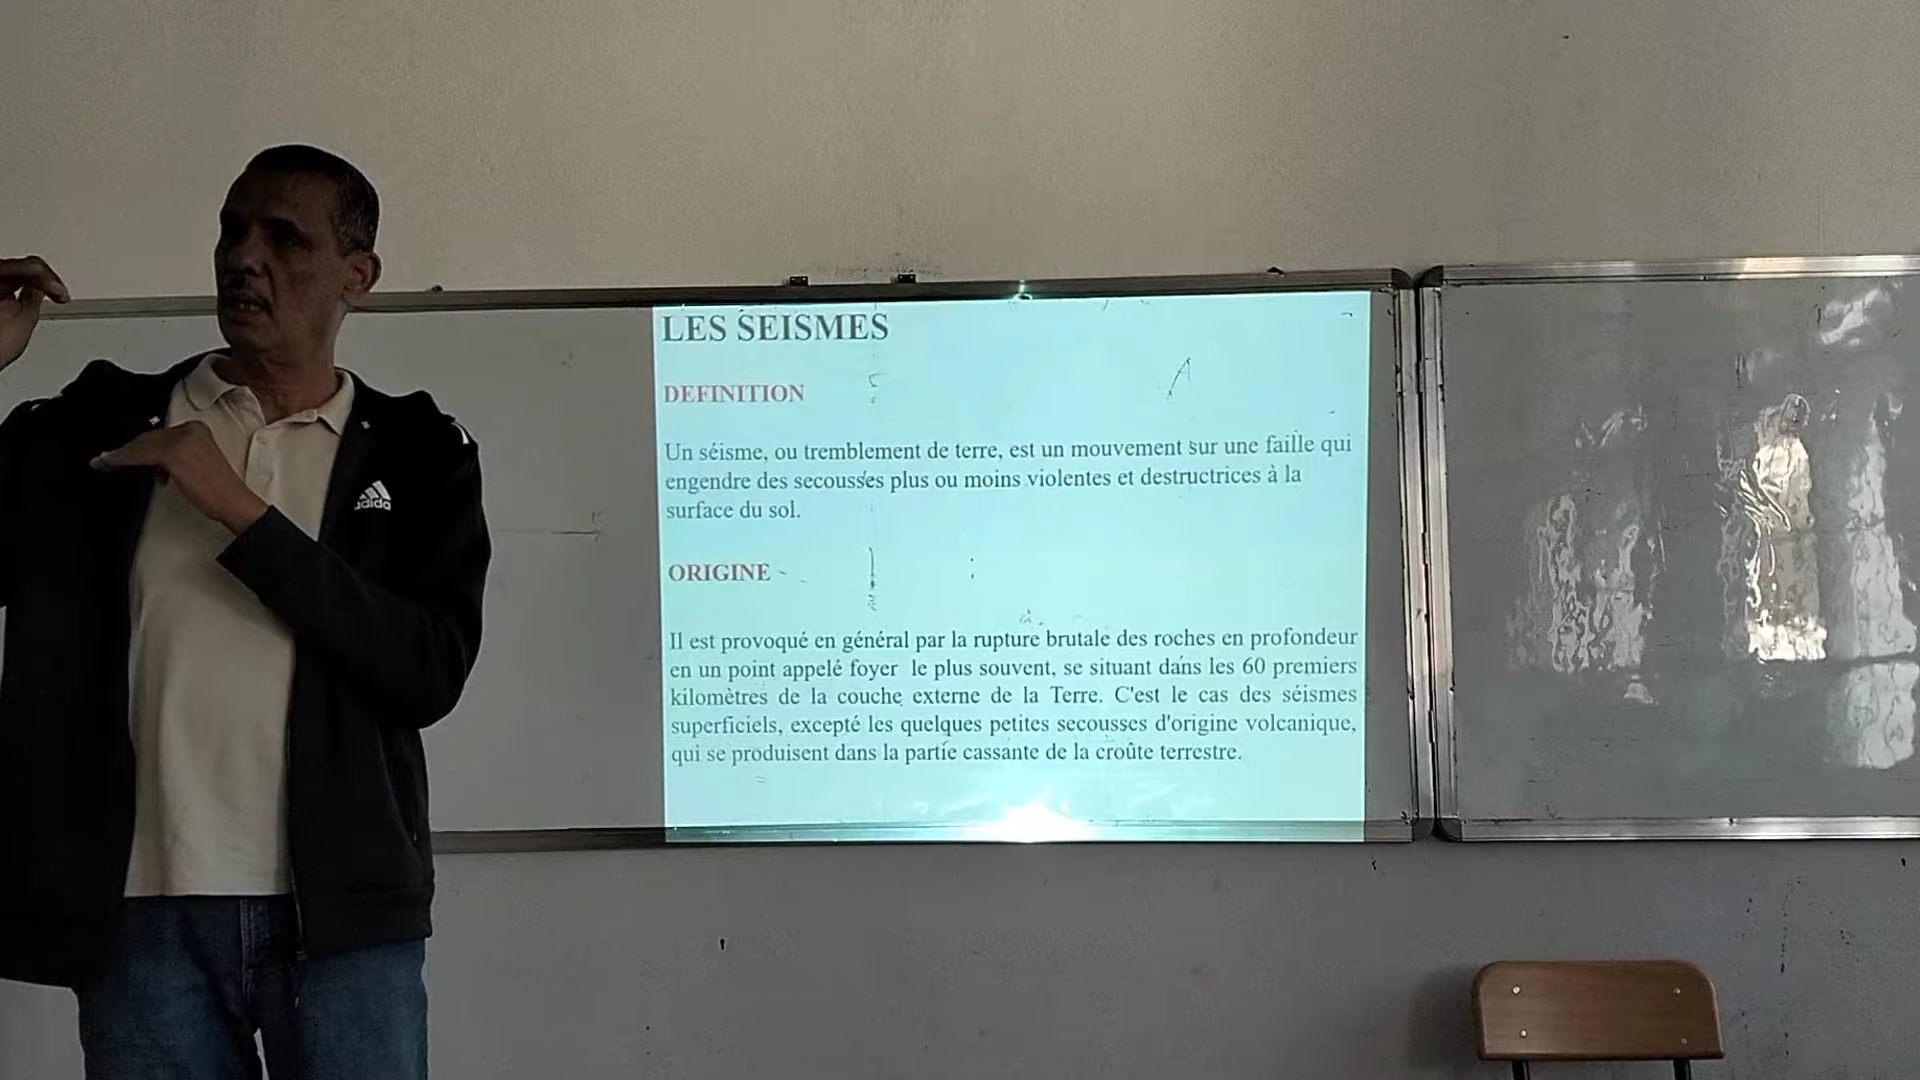 LES SEISMES
DEFINITION
Un séisme, ou tremblement de terre, est un mouvement sur une faille qui
engendre des secousses plus ou moins violentes et destructrices à la
surface du sol.
ORIGINE
Il est provoqué en général par la rupture brutale des roches en profondeur
en un point appelé foyer le plus souvent, se situant dans les 60 premiers
kilomètres de la couche externe de la Terre. C'est le cas des séismes
superficiels, excepté les quelques petites secousses d'origine volcanique,
qui se produisent dans la partie cassante de la croûte terrestre.
adidas